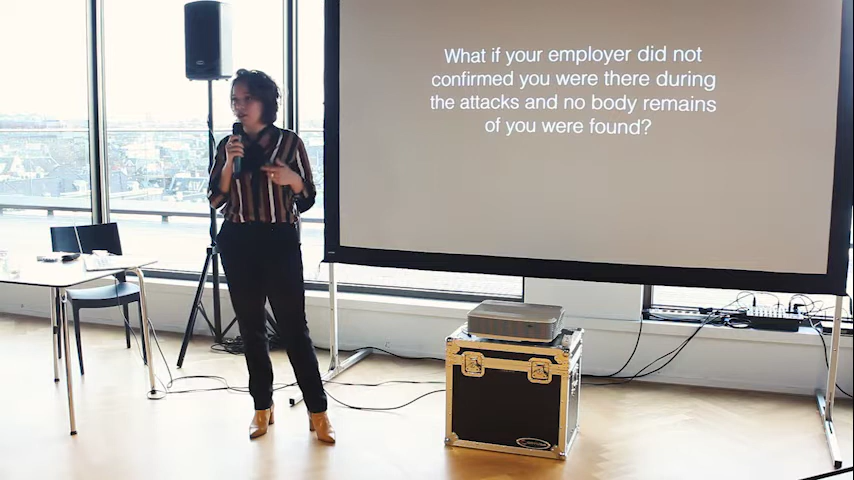 What if your employer did not
confirmed you were there during
the attacks and no body remains
of you were found?